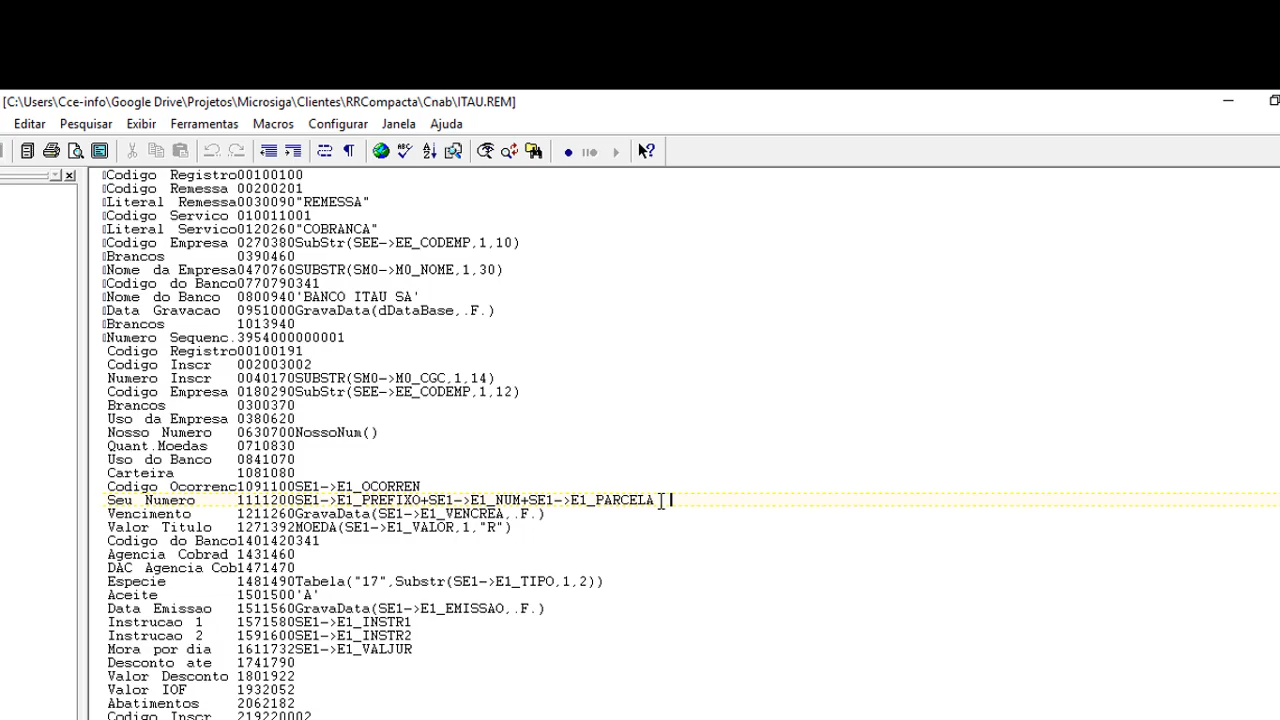 [C:\Users\Cce-info\Google Drive\Projetos\Microsiga\Clientes\RRCompacta\Cnab\ITAU.REM]
Editar Pesquisar Exibir Ferramentas Macros Configurar Janela Ajuda
Codigo Registro00100100
Codigo Remessa 00200201
Literal Remessa0030090"REMESSA"
Codigo Servico 010011001
Literal Servico0120260"COBRANCA"
Codigo Empresa 0270380SubStr(SEE->EE_CODEMP,1,10)
Brancos 0390460
Nome da Empresa0470760SUBSTR(SM0->M0_NOME,1,30)
Codigo do Banco0770790341
Nome do Banco 0800940'BANCO ITAU SA'
Data Gravacao 0951000GravaData(dDataBase,.F.)
Brancos 1013940
Numero Sequenc.3954000000001
Codigo Registro00100191
Codigo Inscr 002003002
Numero Inscr 0040170SUBSTR(SM0->M0_CGC,1,14)
Codigo Empresa 0180290SubStr(SEE->EE_CODEMP,1,12)
Brancos 0300370
Uso da Empresa 0380620
Nosso Numero 0630700NossoNum()
Quant.Moedas 0710830
Uso do Banco 0841070
Carteira 1081080
Codigo Ocorrenc1091100SE1->E1_OCORREN
Seu Numero 1111200SE1->E1_PREFIXO+SE1->E1_NUM+SE1->E1_PARCELA
Vencimento 1211260GravaData(SE1->E1_VENCREA,.F.)
Valor Titulo 1271392MOEDA(SE1->E1_VALOR,1,"R")
Codigo do Banco1401420341
Agencia Cobrad 1431460
DAC Agencia Cob1471470
Especie 1481490Tabela("17",Substr(SE1->E1_TIPO,1,2))
Aceite 1501500'A'
Data Emissao 1511560GravaData(SE1->E1_EMISSAO,.F.)
Instrucao 1 1571580SE1->E1_INSTR1
Instrucao 2 1591600SE1->E1_INSTR2
Mora por dia 1611732SE1->E1_VALJUR
Desconto ate 1741790
Valor Desconto 1801922
Valor IOF 1932052
Abatimentos 2062182
Codigo Inscr 219220002